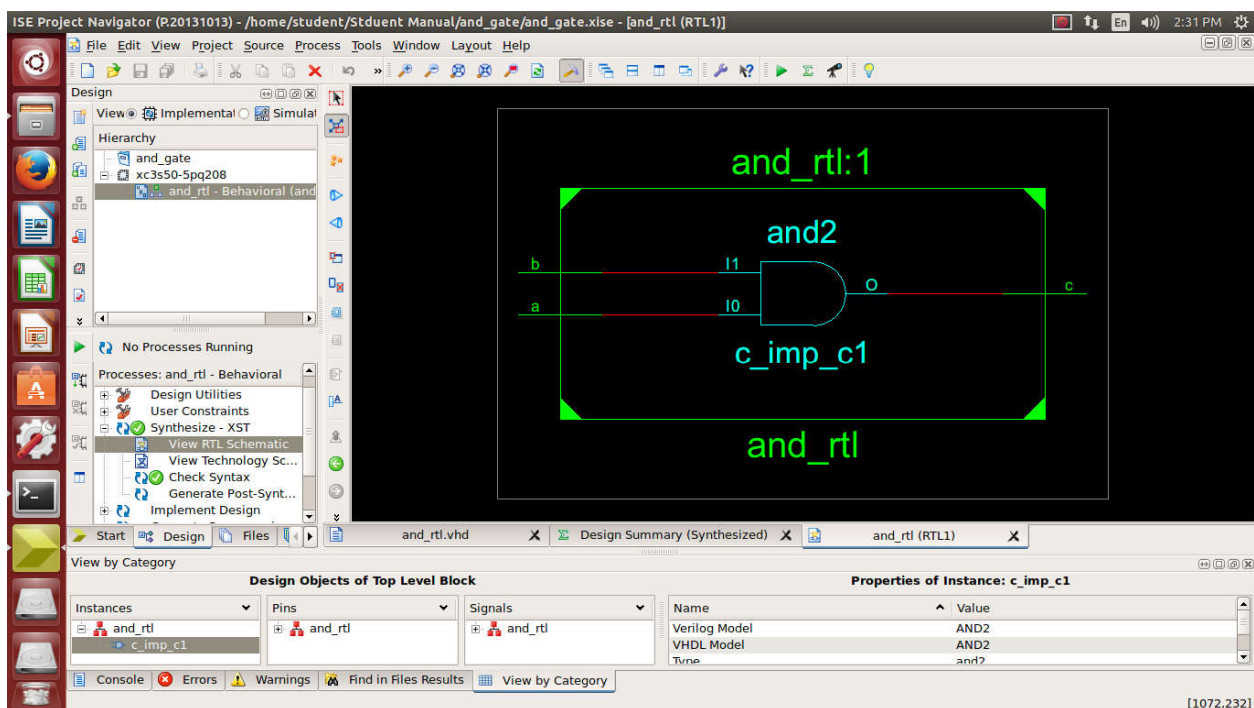 ISE Project Navigator (P.20131013) - /home/student/Stduent Manual/and_gate/and_gate.xise - [and_rtl (RTL1)]
En
2:31 PM
File Edit View Project Source Process Tools Window Layout Help
Design
View Implementat Simulat
Hierarchy
and_gate
xc3s50-5pq208
and_rtl - Behavioral (and
No Processes Running
Processes: and_rtl - Behavioral
Design Utilities
User Constraints
Synthesize - XST
View RTL Schematic
View Technology Sc...
Check Syntax
Generate Post-Synt...
Implement Design
Start Design Files
and_rtl:1
and2
b I1
O c
a I0
c_imp_c1
and_rtl
and_rtl.vhd
Design Summary (Synthesized)
and_rtl (RTL1)
View by Category
Design Objects of Top Level Block
Properties of Instance: c_imp_c1
Instances Pins Signals
Name Value
and_rtl and_rtl and_rtl
Verilog Model AND2
c_imp_c1
VHDL Model AND2
Type and2
Console Errors Warnings Find in Files Results View by Category
[1072,232]